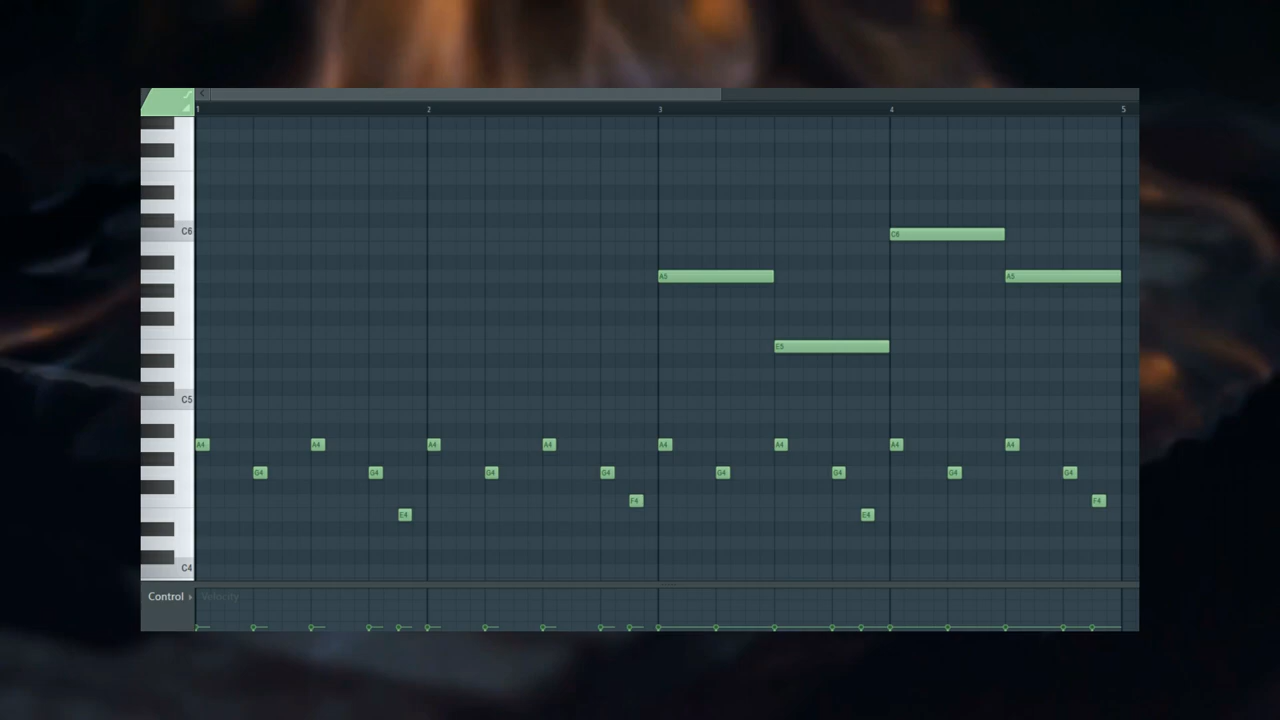 1 2 3 4 5
C6 C6
A5 A5
E5
C5
A4 A4 A4 A4 A4 A4 A4 A4
G4 G4 G4 G4 G4 G4 G4 G4
F4 F4
E4 E4
C4
Control Velocity